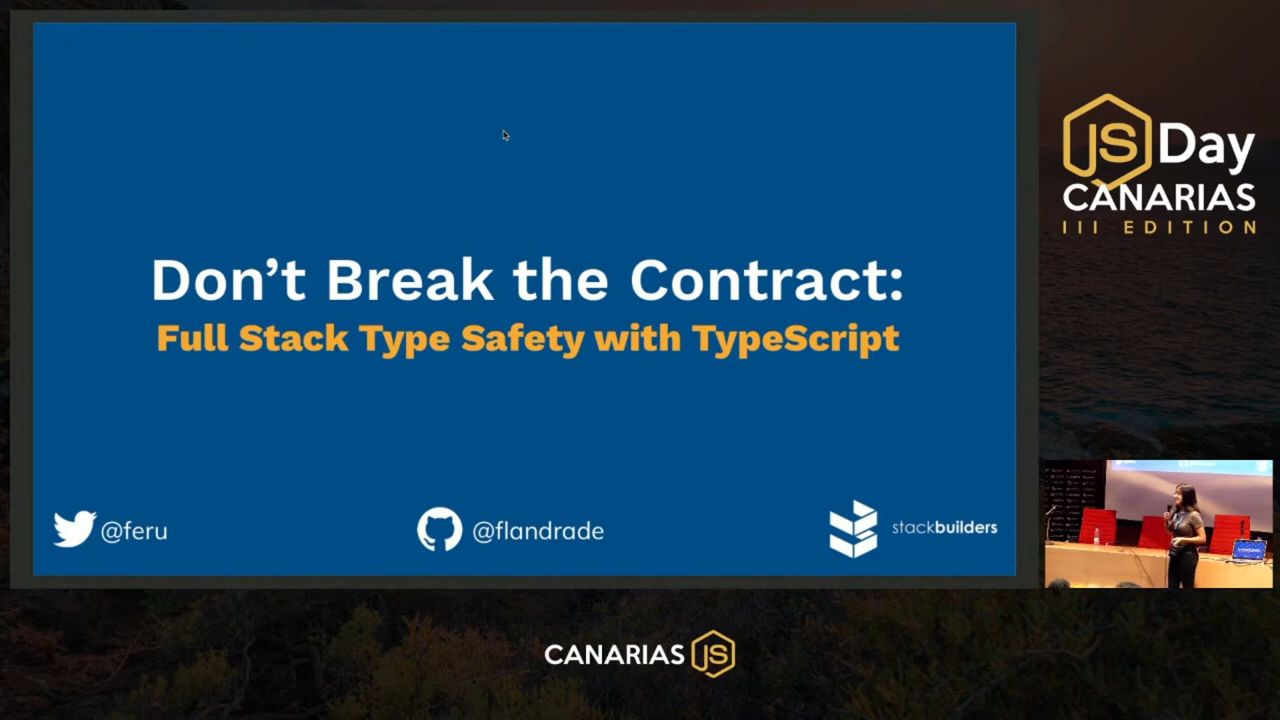 Don't Break the Contract:
Full Stack Type Safety with TypeScript
@feru
@flandrade
stackbuilders
JS Day
CANARIAS
III EDITION
CANARIAS JS